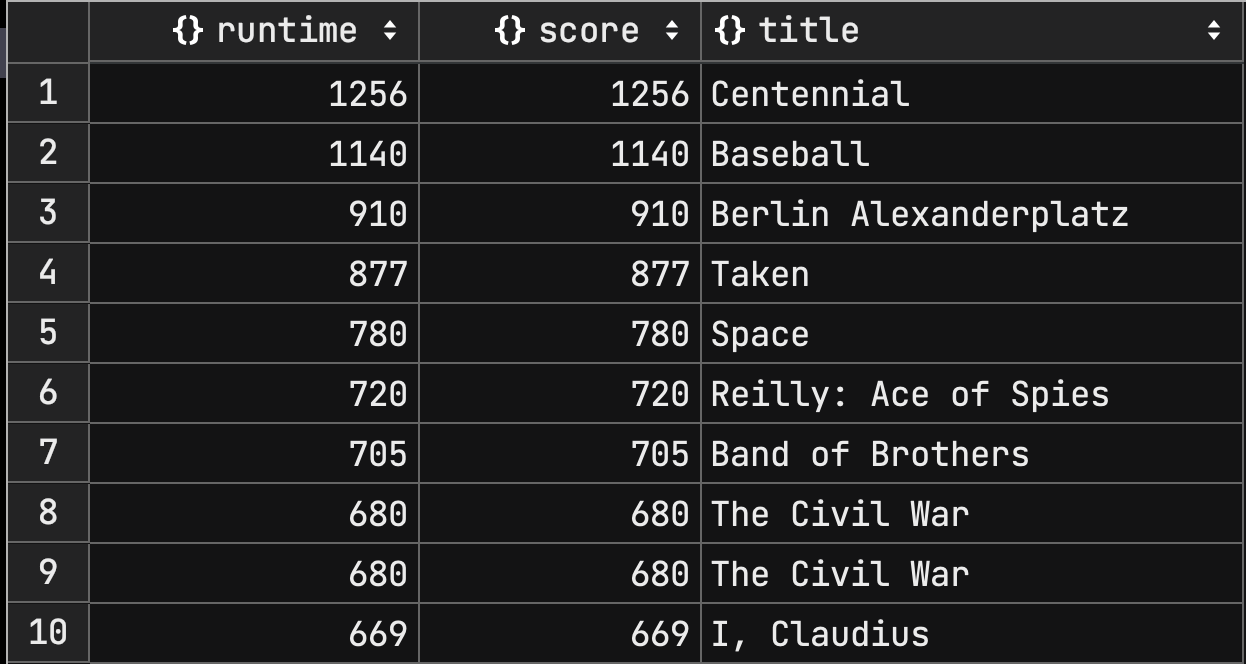 {} runtime {} score {} title
1 1256 1256 Centennial
2 1140 1140 Baseball
3 910 910 Berlin Alexanderplatz
4 877 877 Taken
5 780 780 Space
6 720 720 Reilly: Ace of Spies
7 705 705 Band of Brothers
8 680 680 The Civil War
9 680 680 The Civil War
10 669 669 I, Claudius